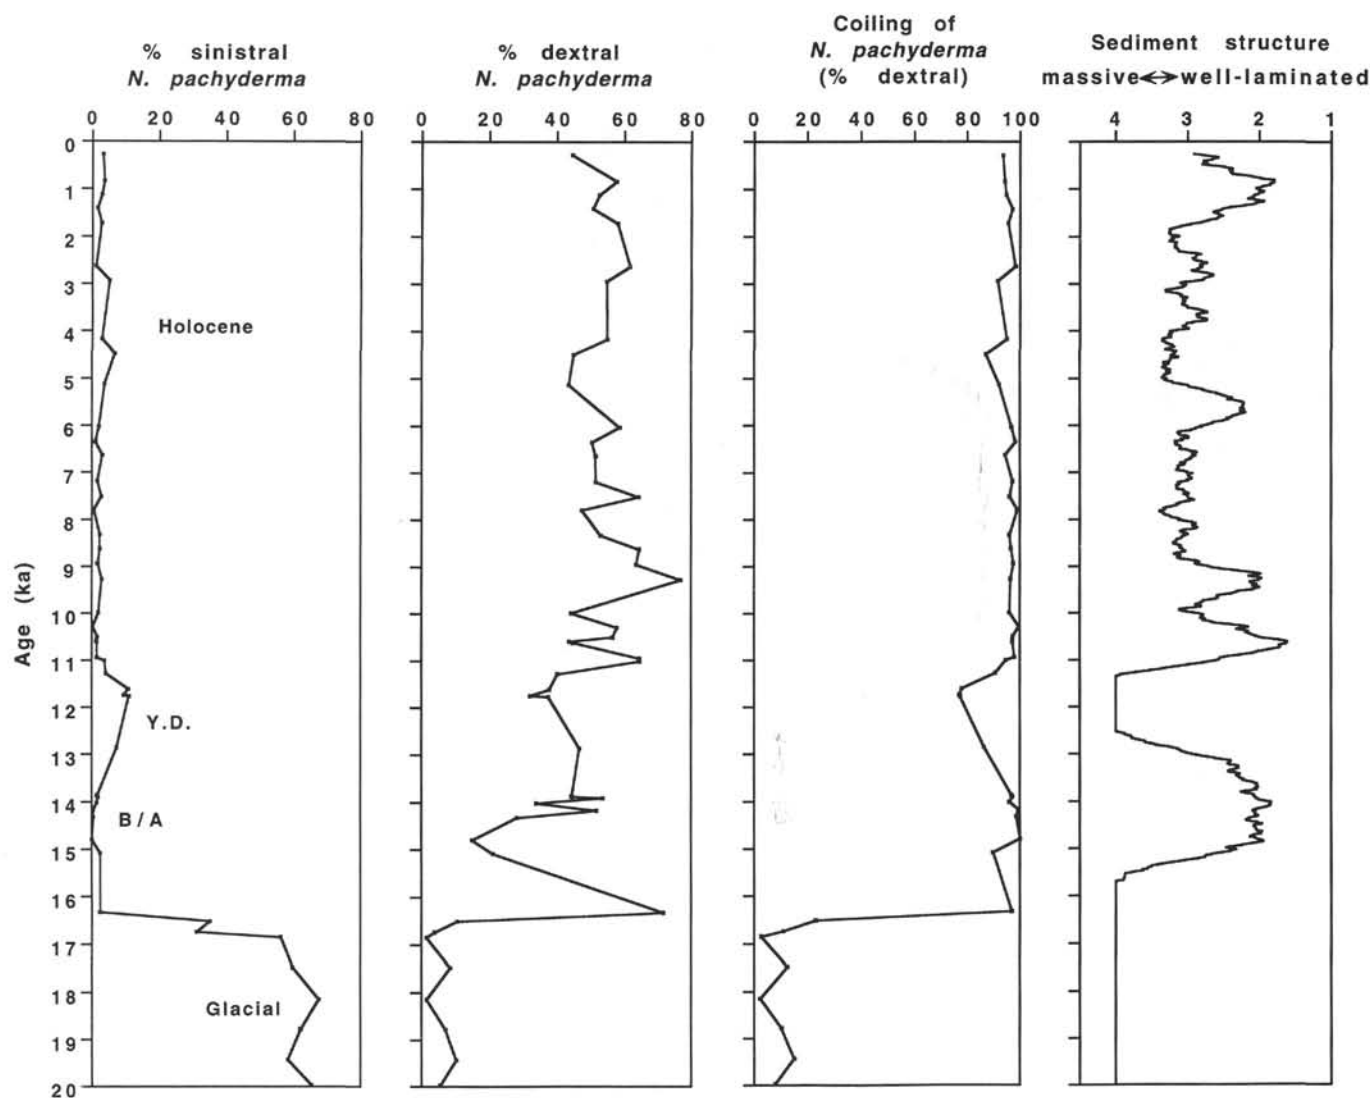 % sinistral
N. pachyderma
0 20 40 60 80
% dextral
N. pachyderma
0 20 40 60 80
Coiling of
N. pachyderma
(% dextral)
0 20 40 60 80 100
Sediment structure
massive↔well-laminated
4 3 2 1
Age (ka)
0
1
2
3
4
5
6
7
8
9
10
11
12
13
14
15
16
17
18
19
20
Holocene
Y.D.
B/A
Glacial